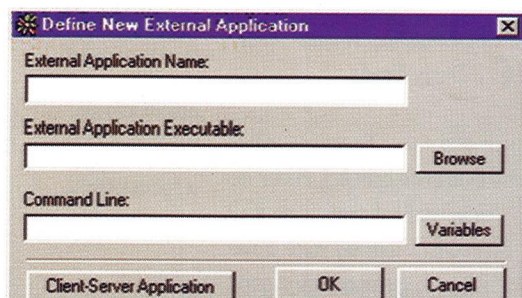 Define New External Application
External Application Name:
External Application Executable:
Browse
Command Line:
Variables
Client-Server Application
OK
Cancel